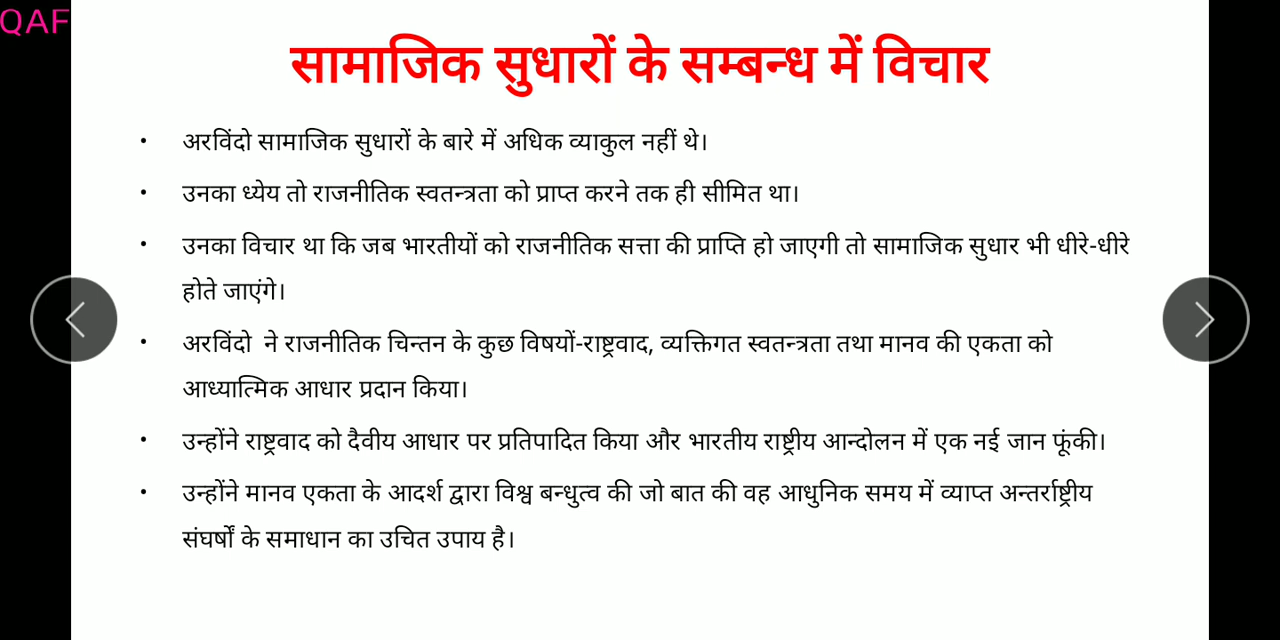 QAF
सामाजिक सुधारों के सम्बन्ध में विचार
• अरविंदो सामाजिक सुधारों के बारे में अधिक व्याकुल नहीं थे।
• उनका ध्येय तो राजनीतिक स्वतन्त्रता को प्राप्त करने तक ही सीमित था।
• उनका विचार था कि जब भारतीयों को राजनीतिक सत्ता की प्राप्ति हो जाएगी तो सामाजिक सुधार भी धीरे-धीरे
होते जाएंगे।
• अरविंदो ने राजनीतिक चिन्तन के कुछ विषयों-राष्ट्रवाद, व्यक्तिगत स्वतन्त्रता तथा मानव की एकता को
आध्यात्मिक आधार प्रदान किया।
• उन्होंने राष्ट्रवाद को दैवीय आधार पर प्रतिपादित किया और भारतीय राष्ट्रीय आन्दोलन में एक नई जान फूंकी।
• उन्होंने मानव एकता के आदर्श द्वारा विश्व बन्धुत्व की जो बात की वह आधुनिक समय में व्याप्त अन्तर्राष्ट्रीय
संघर्षों के समाधान का उचित उपाय है।